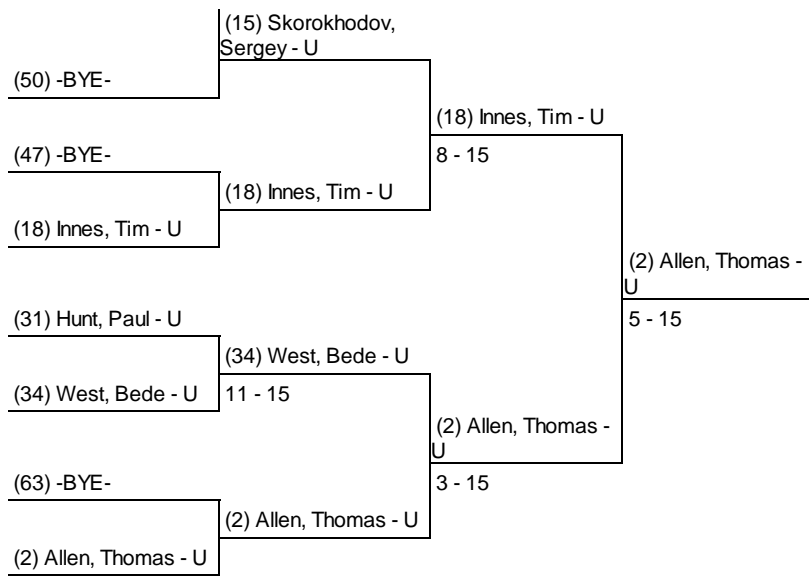 (15) Skorokhodov,
Sergey - U
(50) -BYE-
(18) Innes, Tim - U
(47) -BYE-
8 - 15
(18) Innes, Tim - U
(18) Innes, Tim - U
(2) Allen, Thomas -
U
(31) Hunt, Paul - U
5 - 15
(34) West, Bede - U
(34) West, Bede - U
11 - 15
(2) Allen, Thomas -
U
(63) -BYE-
3 - 15
(2) Allen, Thomas - U
(2) Allen, Thomas - U